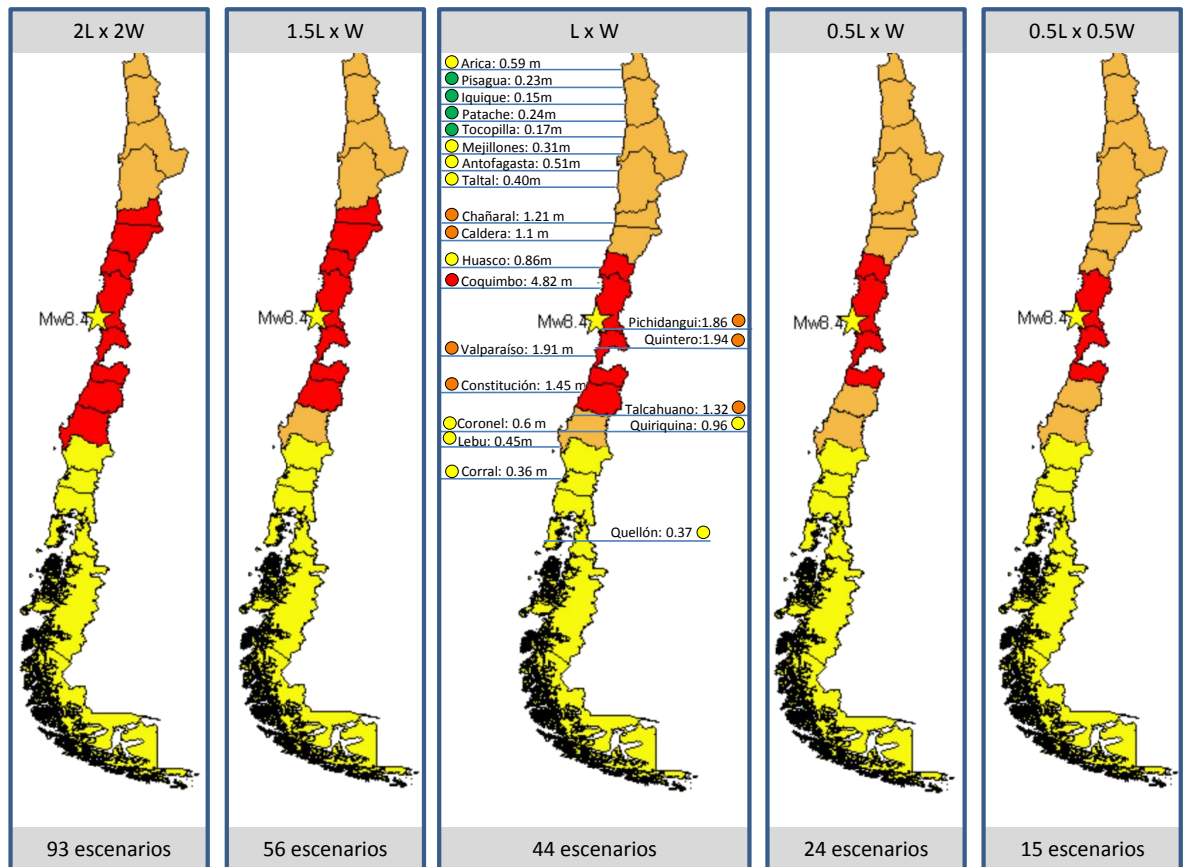 2L x 2W
1.5L x W
L x W
0.5L x W
0.5L x 0.5W
Mw8.4
Mw8.4
Arica: 0.59 m
Pisagua: 0.23m
Iquique: 0.15m
Patache: 0.24m
Tocopilla: 0.17m
Mejillones: 0.31m
Antofagasta: 0.51m
Taltal: 0.40m
Chañaral: 1.21 m
Caldera: 1.1 m
Huasco: 0.86m
Coquimbo: 4.82 m
Mw8.4
Pichidangui:1.86
Quintero:1.94
Valparaíso: 1.91 m
Constitución: 1.45 m
Talcahuano: 1.32
Coronel: 0.6 m
Quiriquina: 0.96
Lebu: 0.45m
Corral: 0.36 m
Quellón: 0.37
Mw8.4
Mw8.4
93 escenarios
56 escenarios
44 escenarios
24 escenarios
15 escenarios